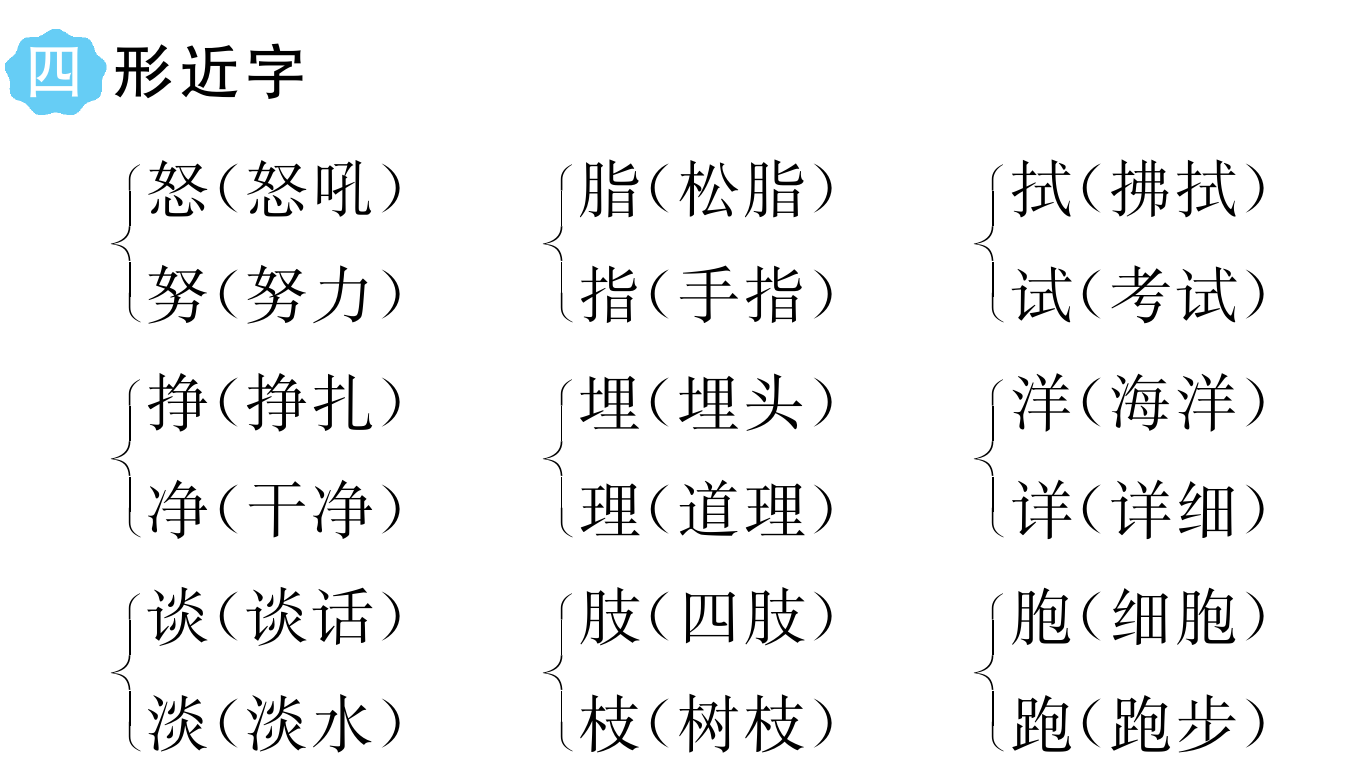 四 形近字
怒(怒吼) 脂(松脂) 拭(拂拭)
努(努力) 指(手指) 试(考试)
挣(挣扎) 埋(埋头) 洋(海洋)
净(干净) 理(道理) 详(详细)
谈(谈话) 肢(四肢) 胞(细胞)
淡(淡水) 枝(树枝) 跑(跑步)